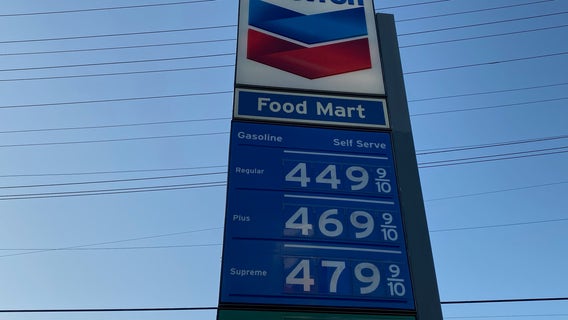 Food Mart
Gasoline Self Serve
Regular 449 9/10
Plus 469 9/10
Supreme 479 9/10